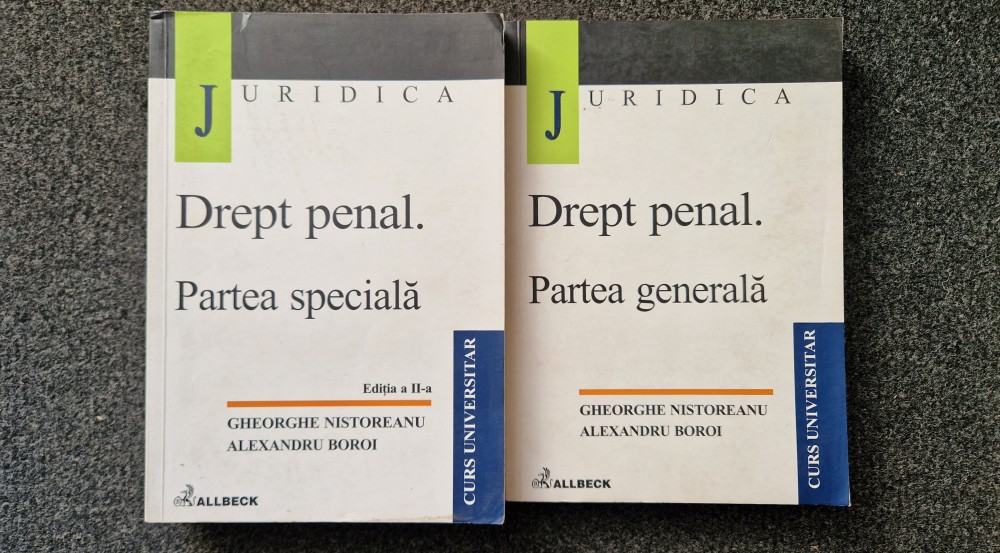 JURIDICA
Drept penal.
Partea specială
Ediția a II-a
GHEORGHE NISTOREANU
ALEXANDRU BOROI
CURS UNIVERSITAR
ALLBECK
JURIDICA
Drept penal.
Partea generală
GHEORGHE NISTOREANU
ALEXANDRU BOROI
CURS UNIVERSITAR
ALLBECK